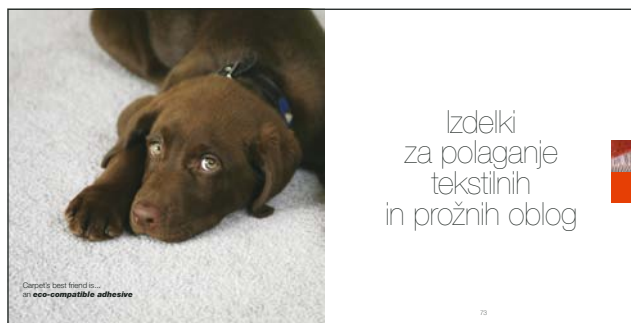 Carpet's best friend is...
an eco-compatible adhesive
Izdelki
za polaganje
tekstilnih
in prožnih oblog
73